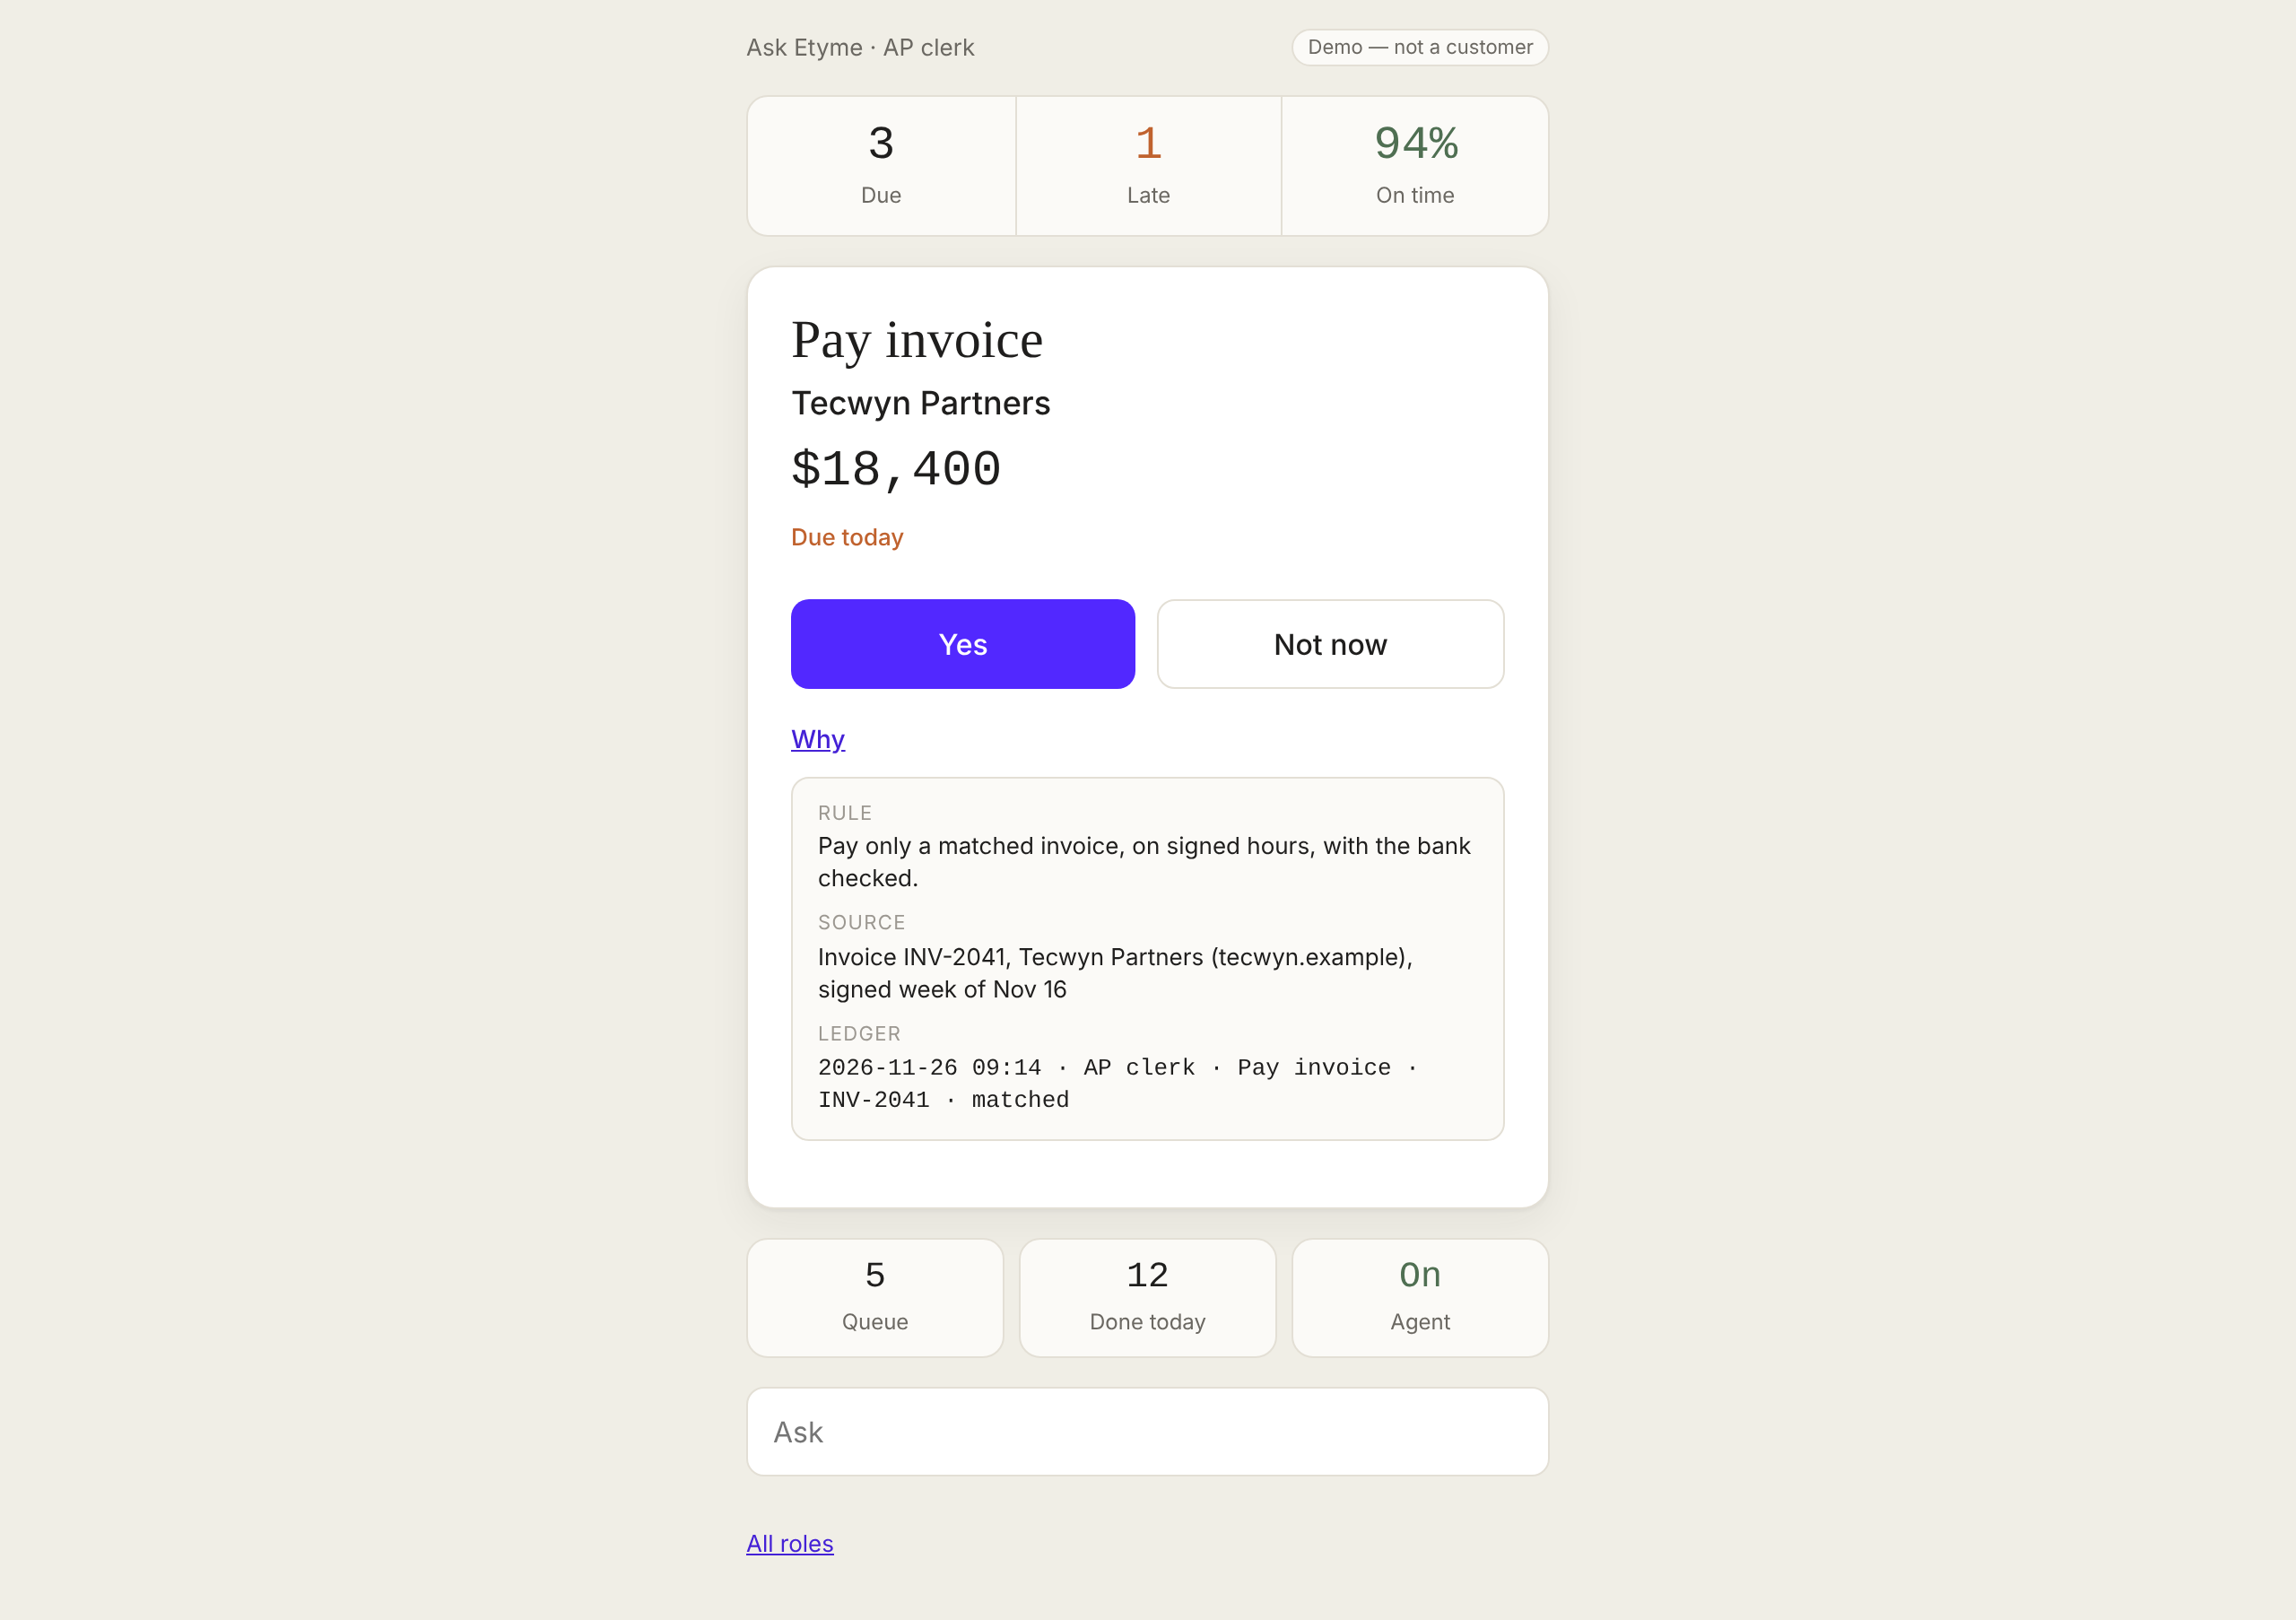 Ask Etyme · AP clerk
Demo — not a customer
3
Due
1
Late
94%
On time
Pay invoice
Tecwyn Partners
$18,400
Due today
Yes
Not now
Why
RULE
Pay only a matched invoice, on signed hours, with the bank
checked.
SOURCE
Invoice INV-2041, Tecwyn Partners (tecwyn.example),
signed week of Nov 16
LEDGER
2026-11-26 09:14 · AP clerk · Pay invoice ·
INV-2041 · matched
5
Queue
12
Done today
On
Agent
Ask
All roles